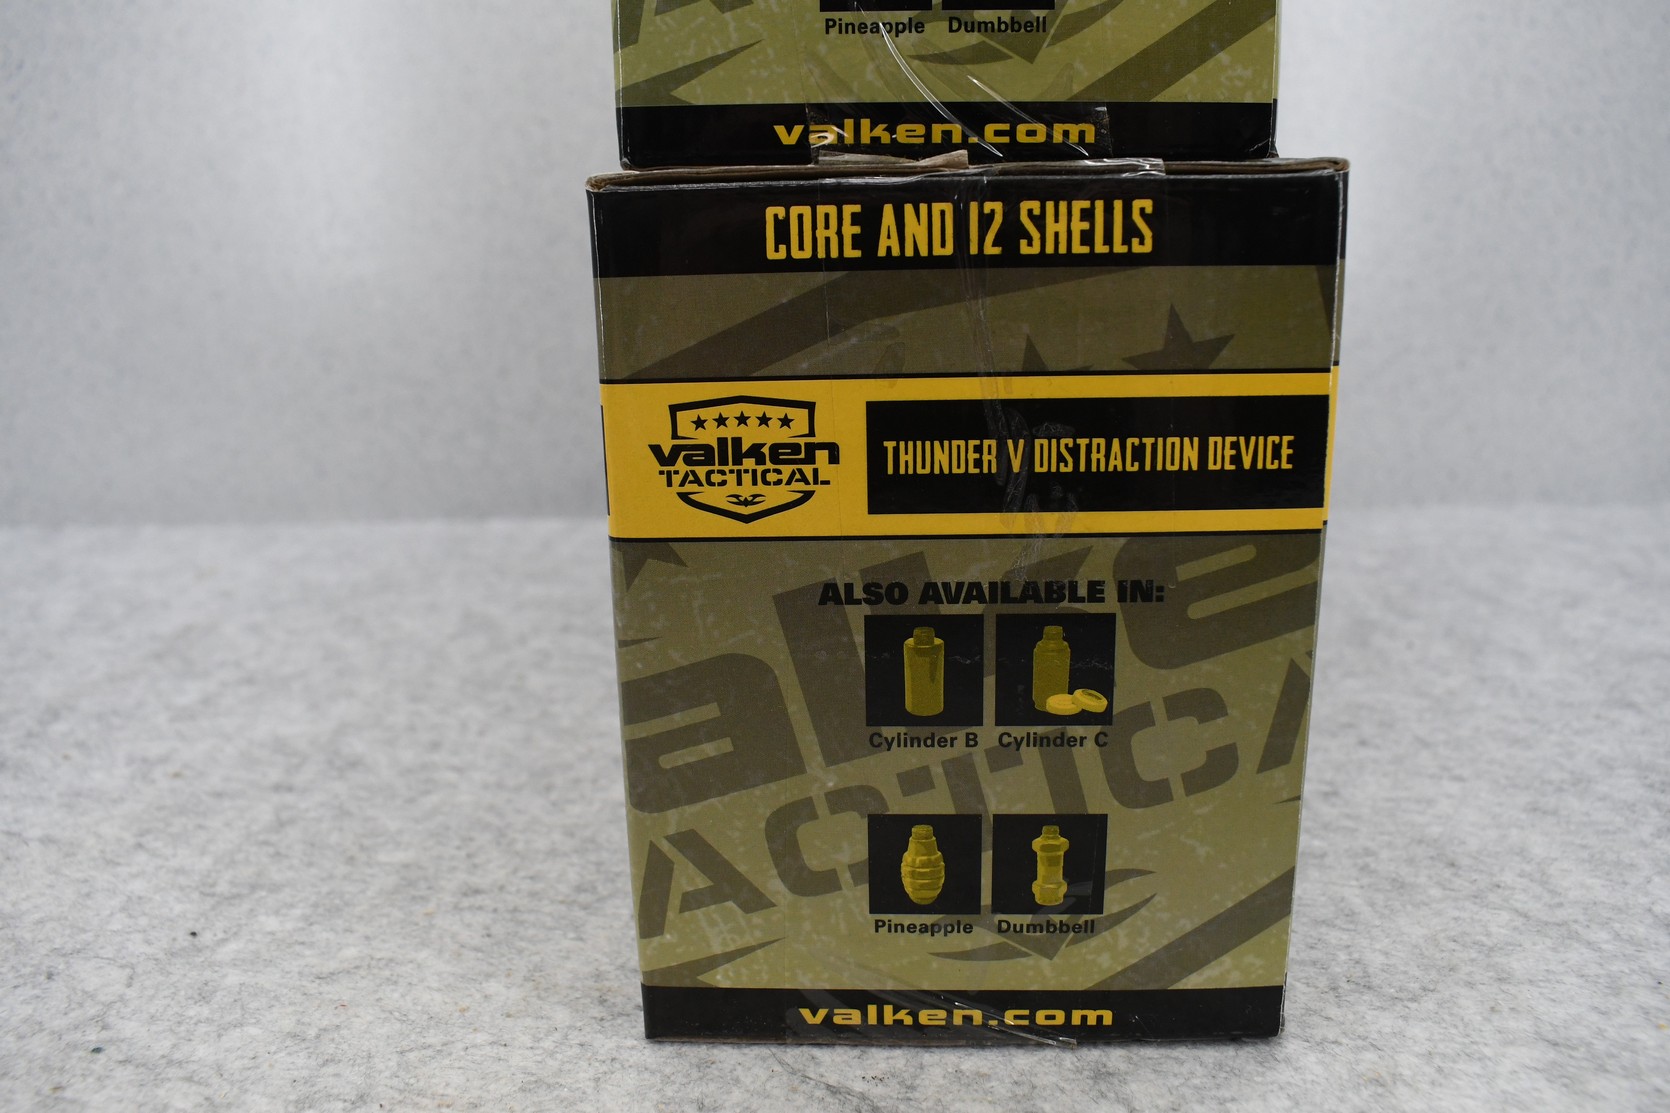 Pineapple Dumbbell
valken.com
CORE AND 12 SHELLS
valken
TACTICAL
THUNDER V DISTRACTION DEVICE
ALSO AVAILABLE IN:
Cylinder B Cylinder C
Pineapple Dumbbell
valken.com